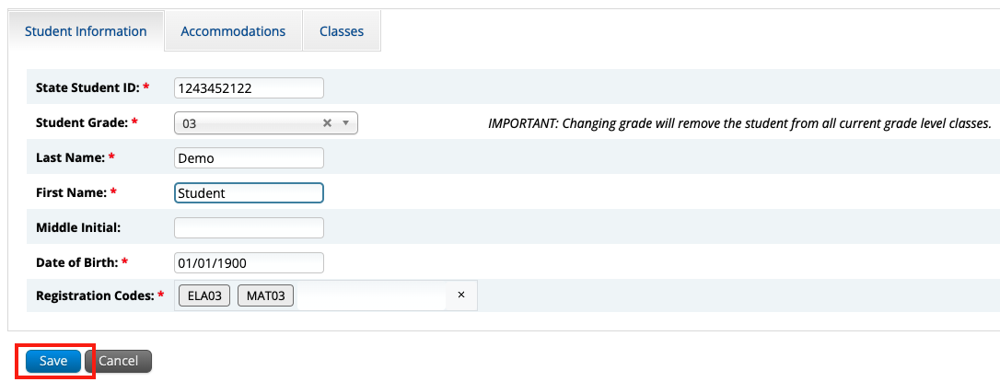 Student Information Accommodations Classes
State Student ID: * 1243452122
Student Grade: * 03 × IMPORTANT: Changing grade will remove the student from all current grade level classes.
Last Name: * Demo
First Name: * Student
Middle Initial:
Date of Birth: * 01/01/1900
Registration Codes: * ELA03 MAT03 ×
Save Cancel